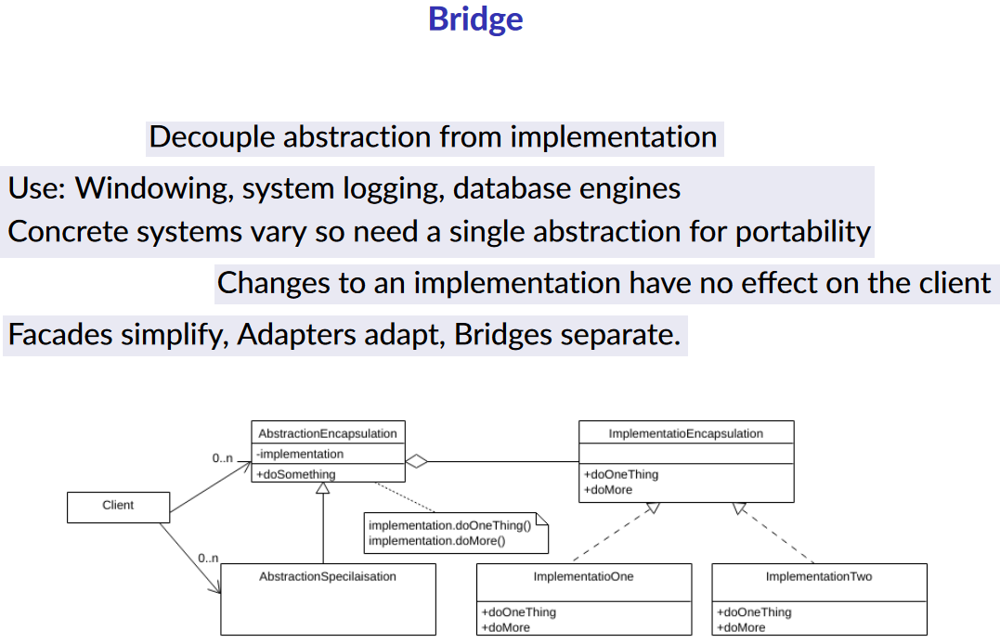 Bridge
Decouple abstraction from implementation
Use: Windowing, system logging, database engines
Concrete systems vary so need a single abstraction for portability
Changes to an implementation have no effect on the client
Facades simplify, Adapters adapt, Bridges separate.
AbstractionEncapsulation
-implementation
+doSomething
ImplementatioEncapsulation
+doOneThing
+doMore
0..n
Client
implementation.doOneThing()
implementation.doMore()
0..n
AbstractionSpecilaisation
ImplementatioOne
+doOneThing
+doMore
ImplementationTwo
+doOneThing
+doMore